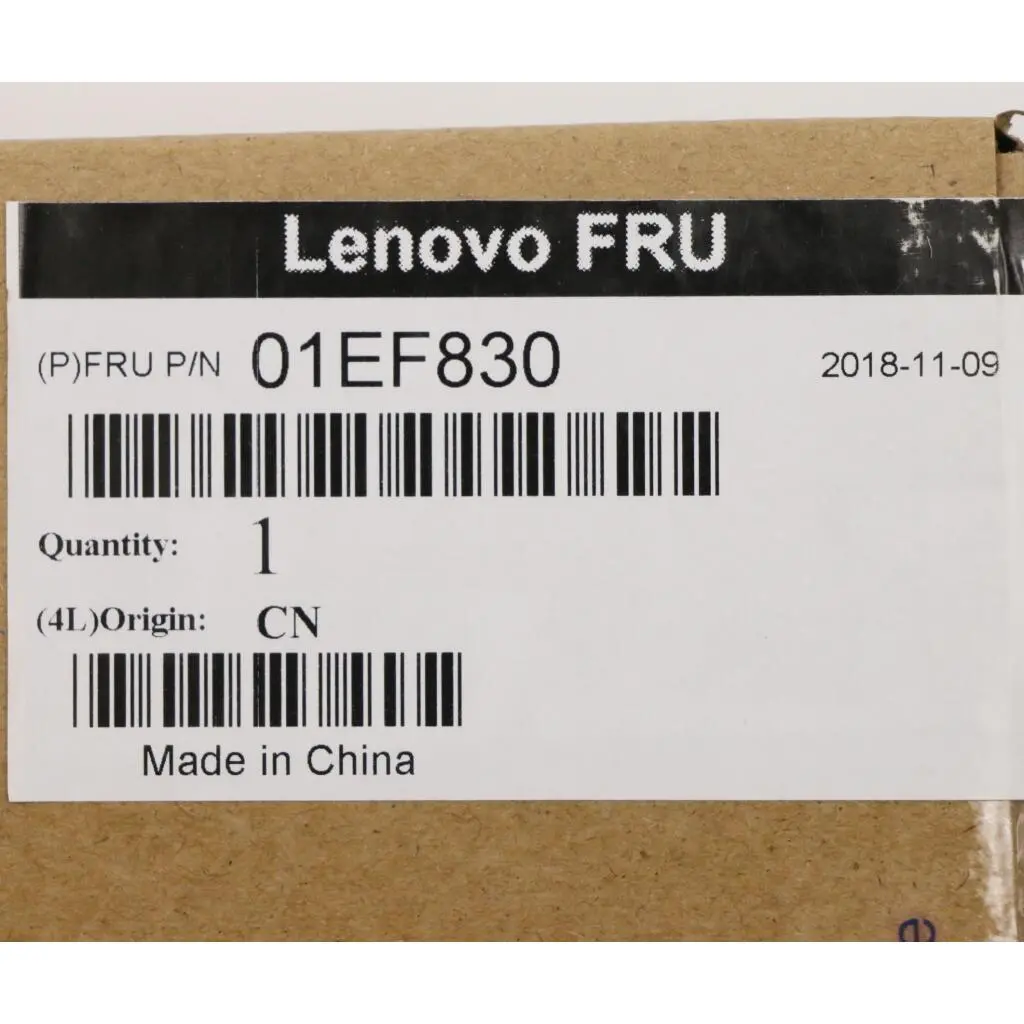 Lenovo FRU
(P)FRU P/N 01EF830 2018-11-09
Quantity: 1
(4L)Origin: CN
Made in China
e